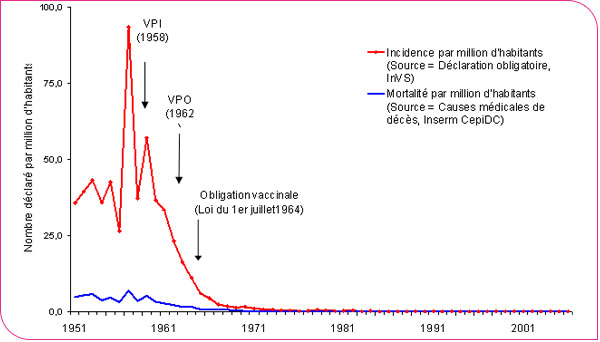 100,0
75,0
50,0
25,0
0,0
Nombre déclaré par million d'habitants
VPI
(1958)
VPO
(1962
Obligation vaccinale
(Loi du 1er juillet1964)
Incidence par million d'habitants
(Source = Déclaration obligatoire,
InVS)
Mortalité par million d'habitants
(Source = Causes médicales de
décès, Inserm CepiDC)
1951
1961
1971
1981
1991
2001